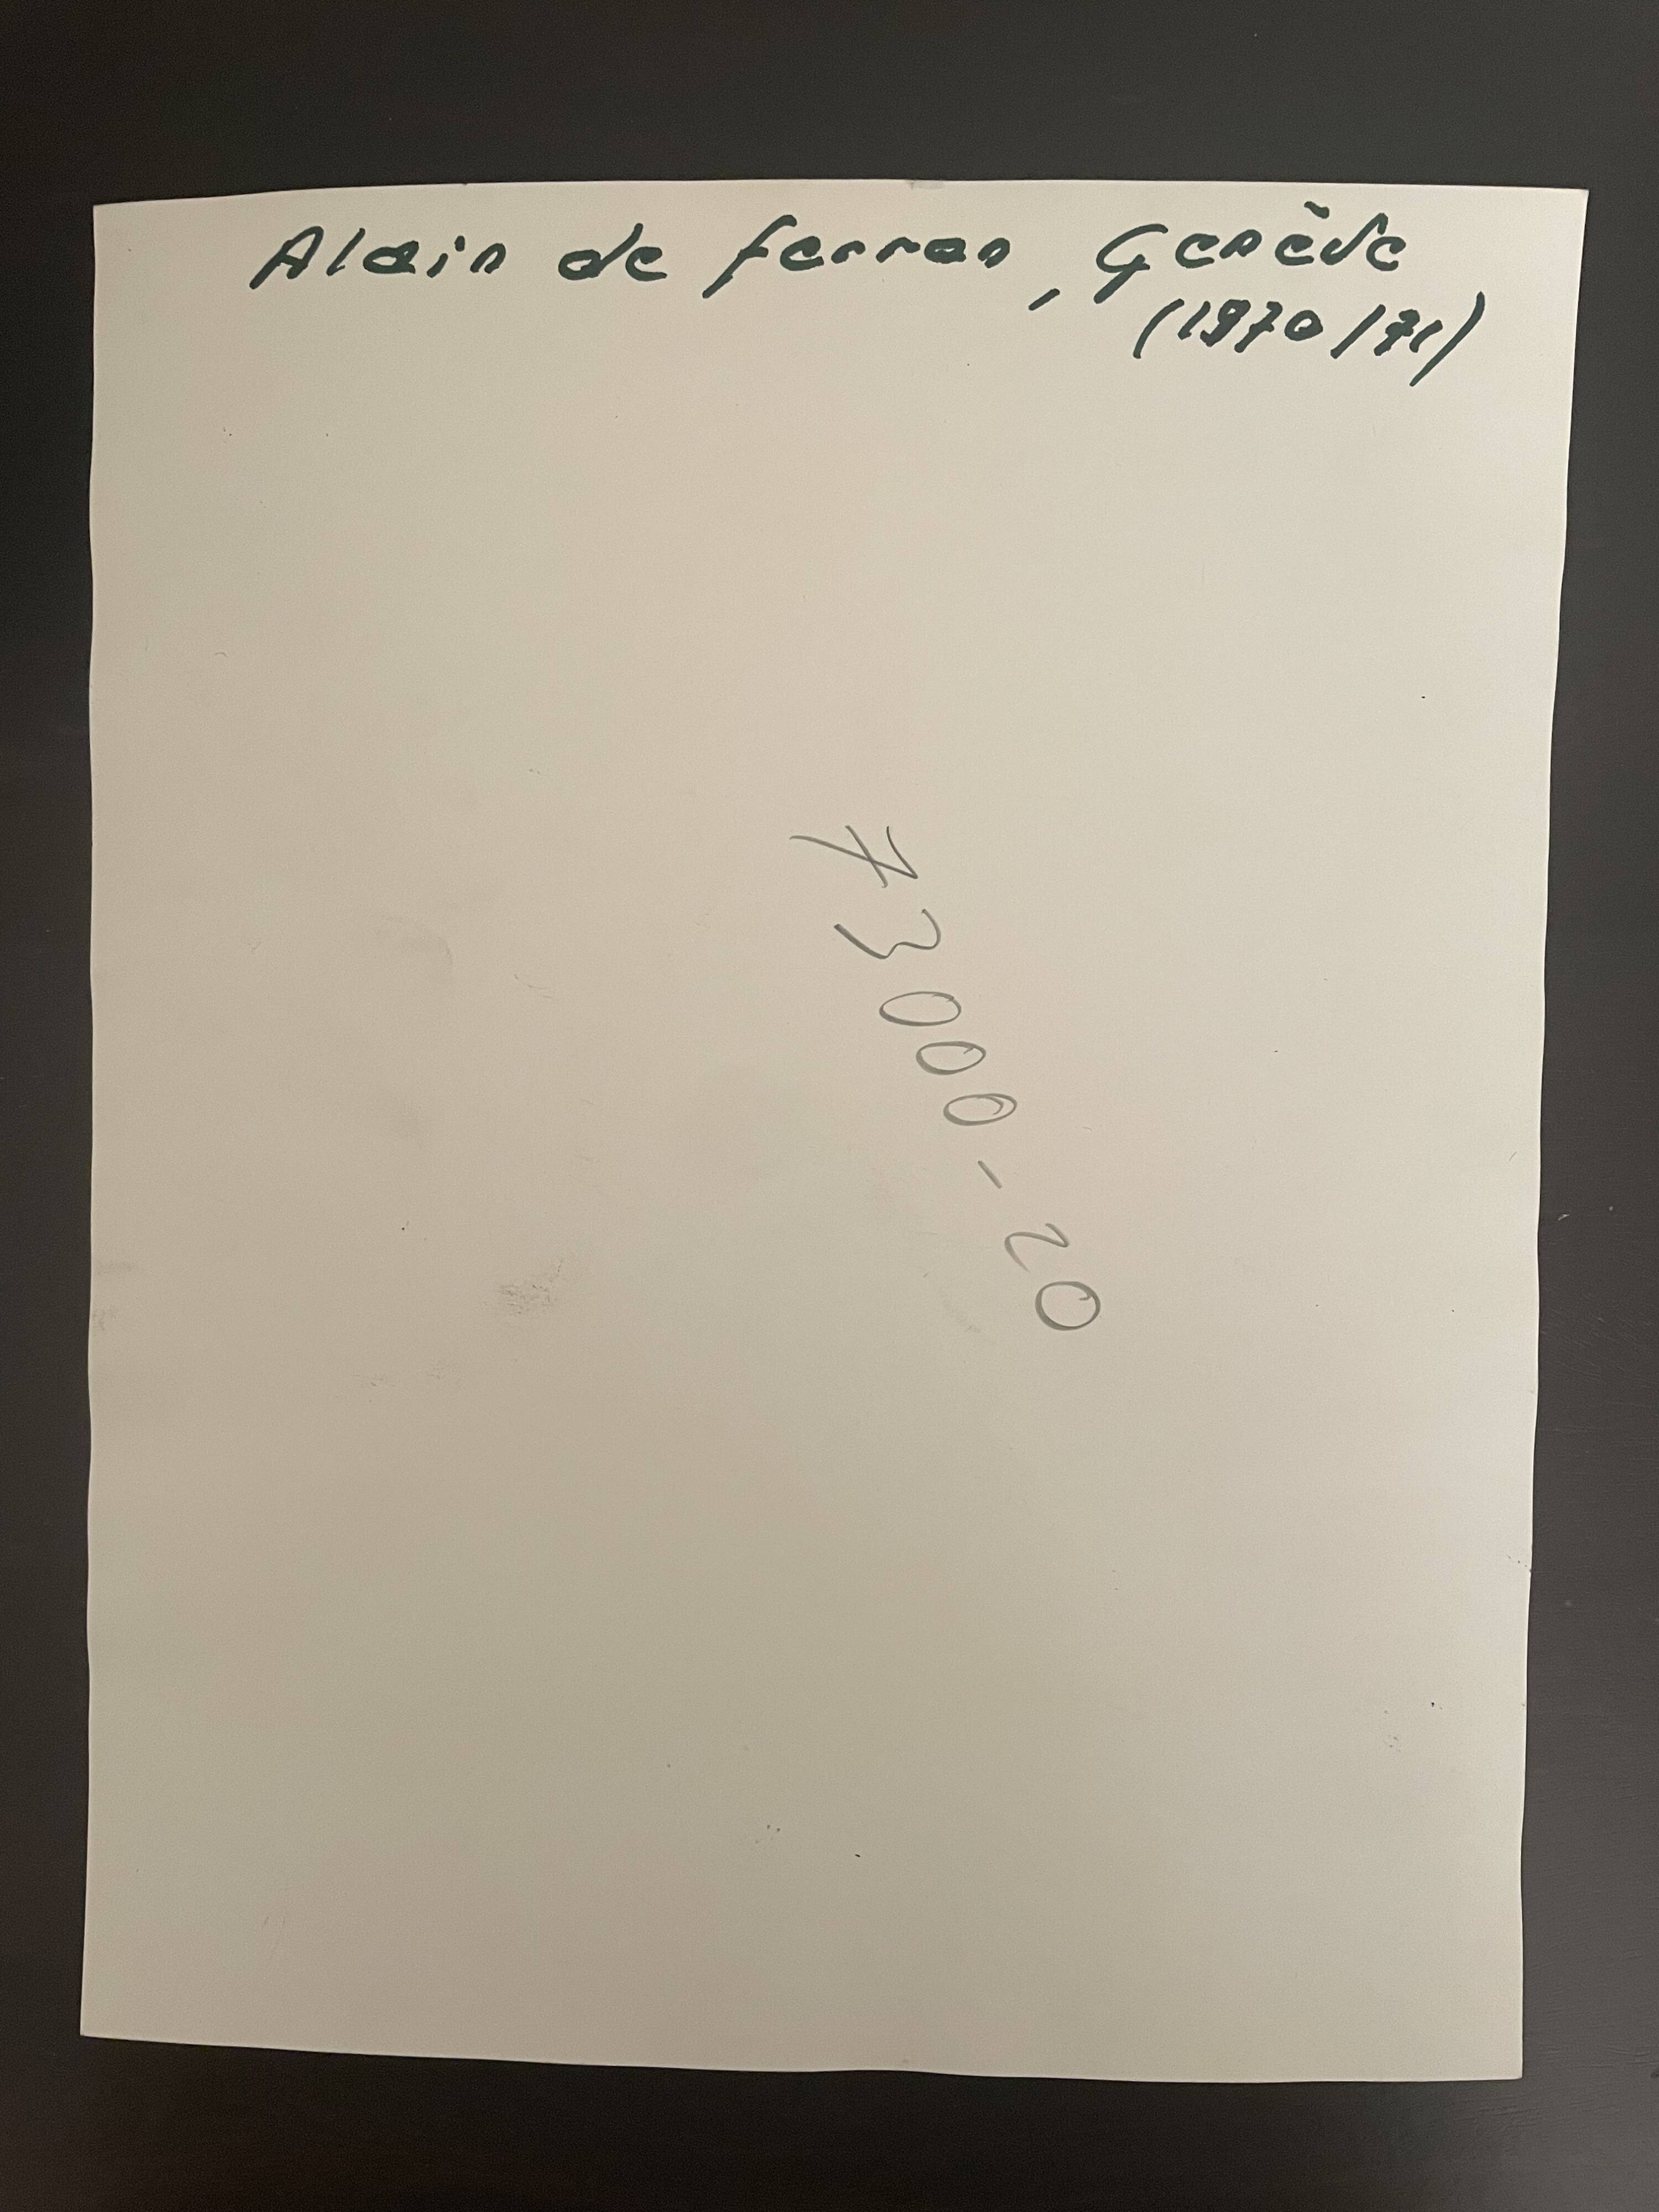 Alain de ferran, Genève
(1970/71)
73000-20